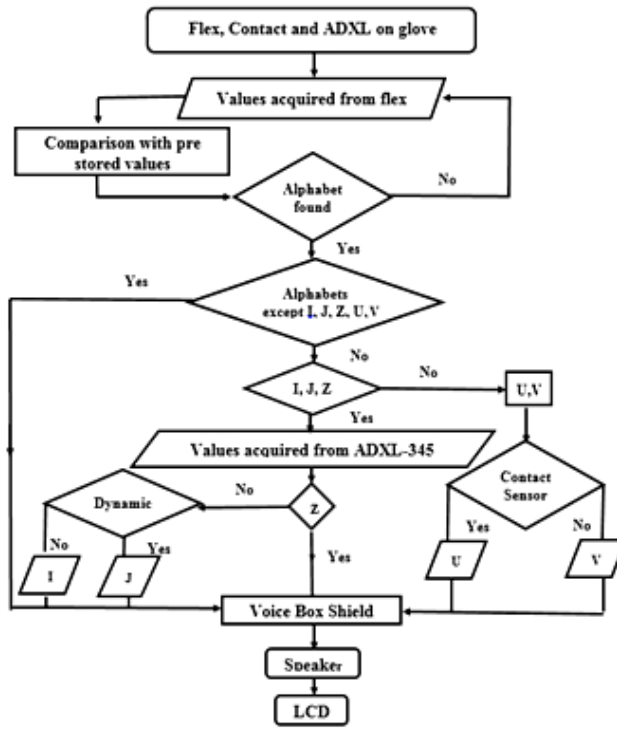 Flex, Contact and ADXL on glove
Values acquired from flex
Comparison with pre
stored values
No
Alphabet
found
Yes
Yes
Alphabets
except I, J, Z, U, V
No
No
I, J, Z
U,V
Yes
Values acquired from ADXL-345
Contact
Sensor
Dynamic
No
Z
Yes
No
No
Yes
I
J
Yes
U
V
Voice Box Shield
Speaker
LCD